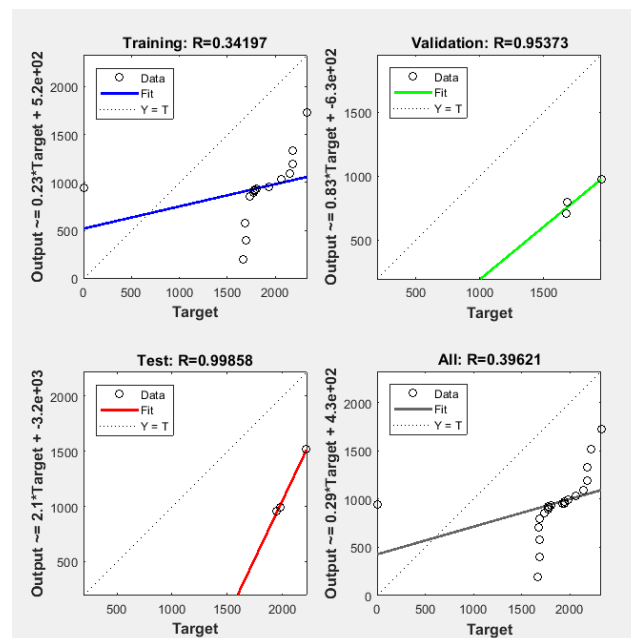 Training: R=0.34197
Output ~= 0.23*Target + 5.2e+02
2000
1500
1000
500
0
Data
Fit
Y = T
0
500
1000
1500
2000
Target
Validation: R=0.95373
Output ~= 0.83*Target + -6.3e+02
1500
1000
500
Data
Fit
Y = T
500
1000
1500
Target
Test: R=0.99858
Output ~= 2.1*Target + -3.2e+03
2000
1500
1000
500
Data
Fit
Y = T
500
1000
1500
2000
Target
All: R=0.39621
Output ~= 0.29*Target + 4.3e+02
2000
1500
1000
500
0
Data
Fit
Y = T
0
500
1000
1500
2000
Target